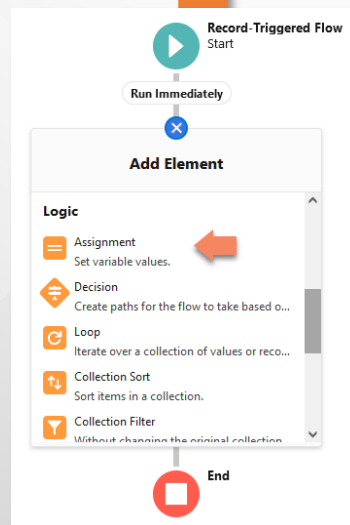 Record-Triggered Flow
Start
Run Immediately
Add Element
Logic
Assignment
Set variable values.
Decision
Create paths for the flow to take based o...
Loop
Iterate over a collection of values or reco...
Collection Sort
Sort items in a collection.
Collection Filter
Without changing the original collection
End